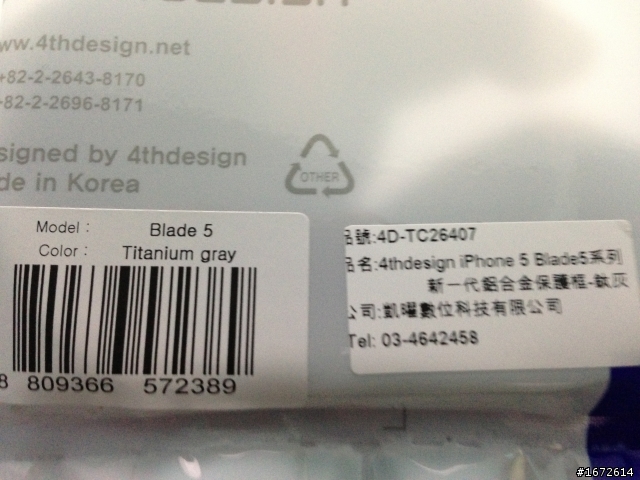 ww.4thdesign.net
+82-2-2643-8170
+82-2-2696-8171
signed by 4thdesign
de in Korea
OTHER
Model : Blade 5
Color : Titanium gray
8 809366 572389
品號:4D-TC26407
品名:4thdesign iPhone 5 Blade5系列
新一代鋁合金保護框-鈦灰
公司:凱曜數位科技有限公司
Tel: 03-4642458
#1672614